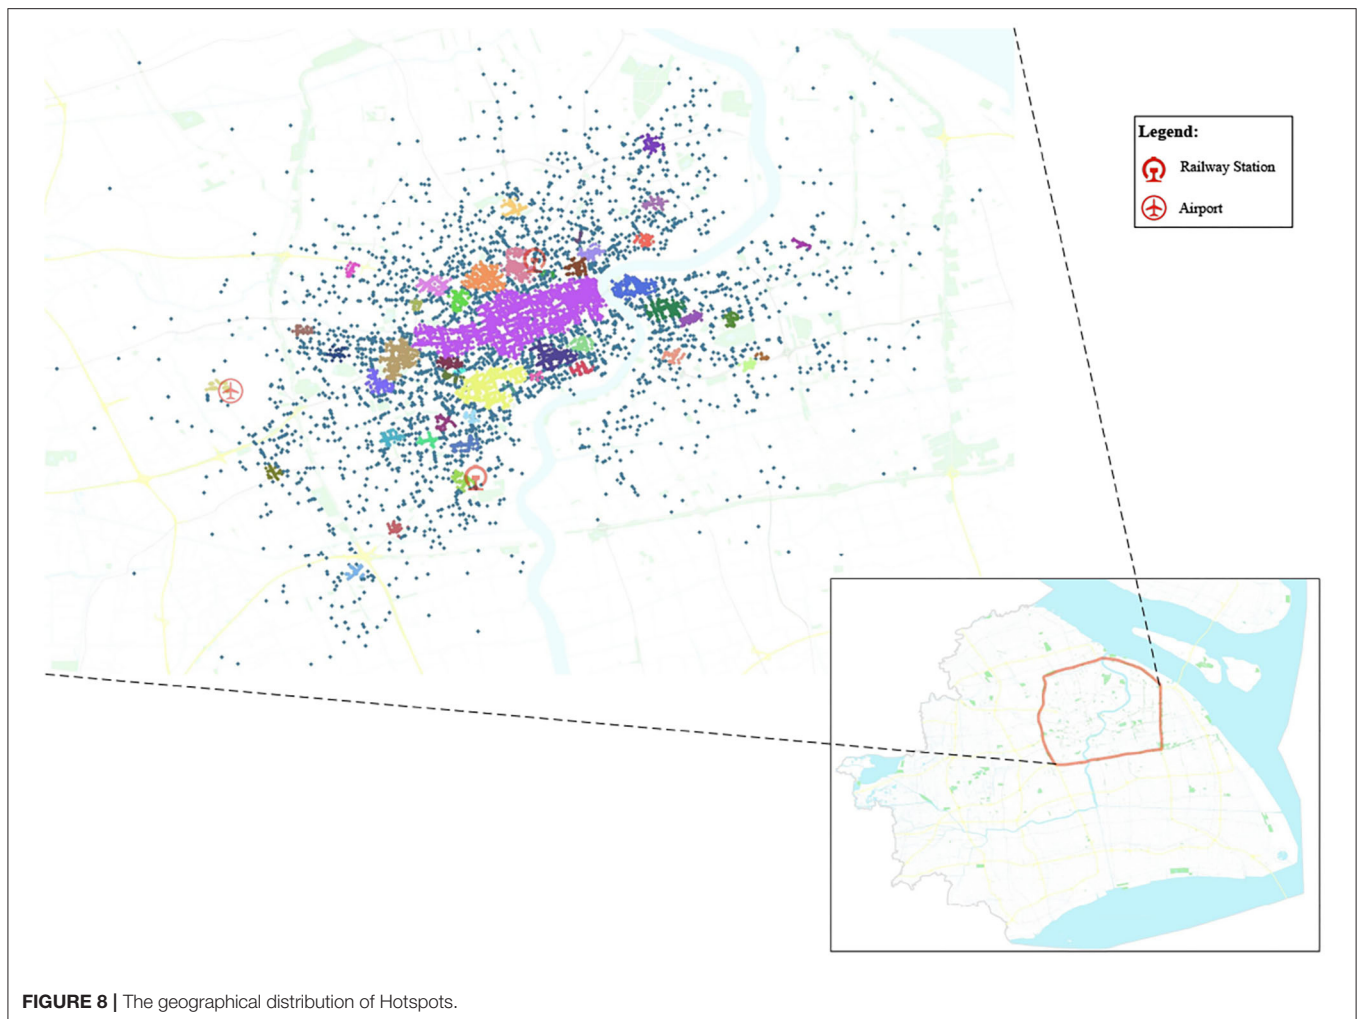 Legend:
Railway Station
Airport
FIGURE 8 | The geographical distribution of Hotspots.